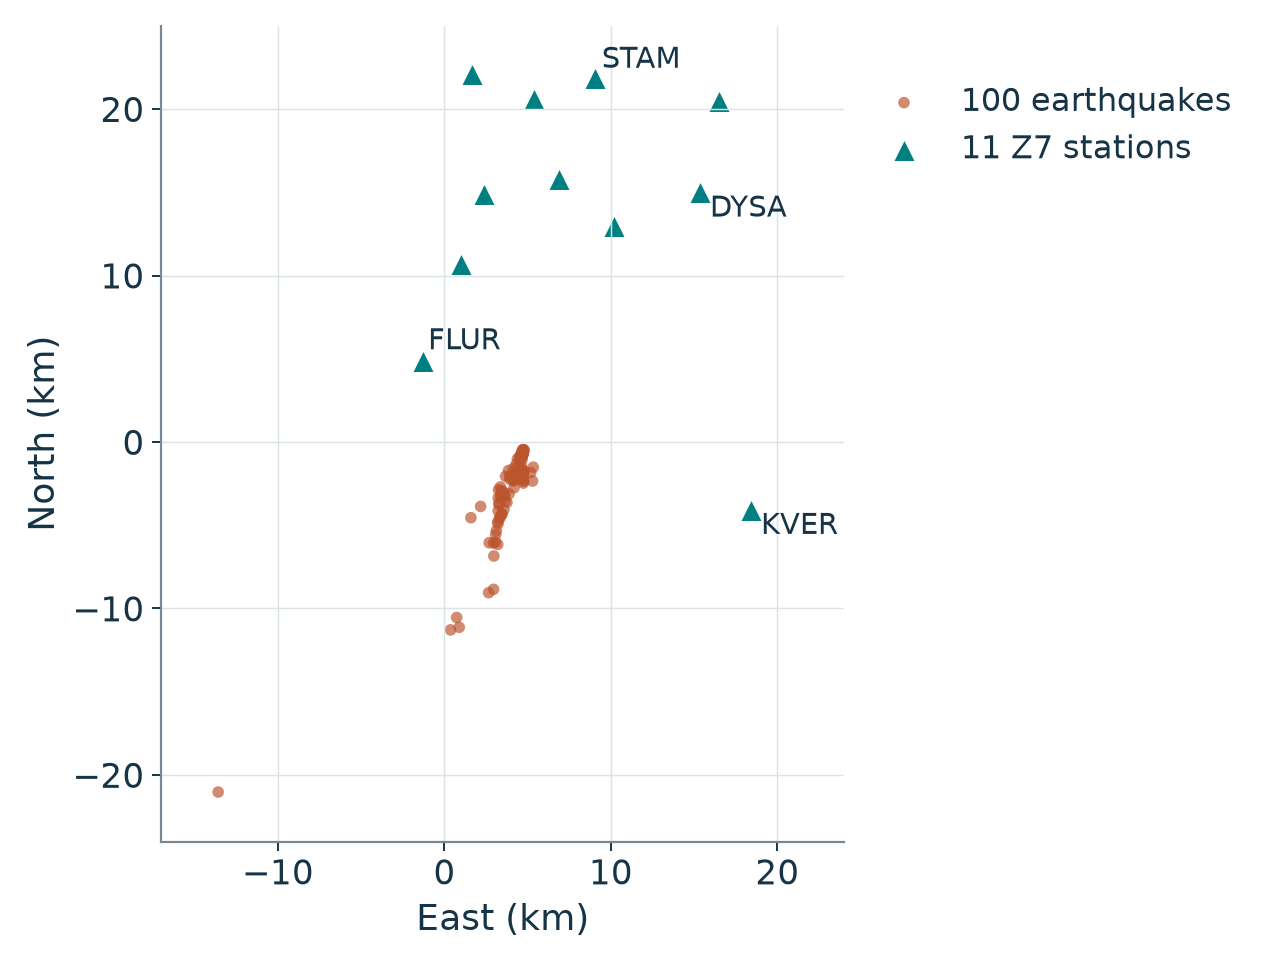 STAM
100 earthquakes
11 Z7 stations
DYSA
FLUR
KVER
20
10
0
−10
−20
North (km)
−10
0
10
20
East (km)